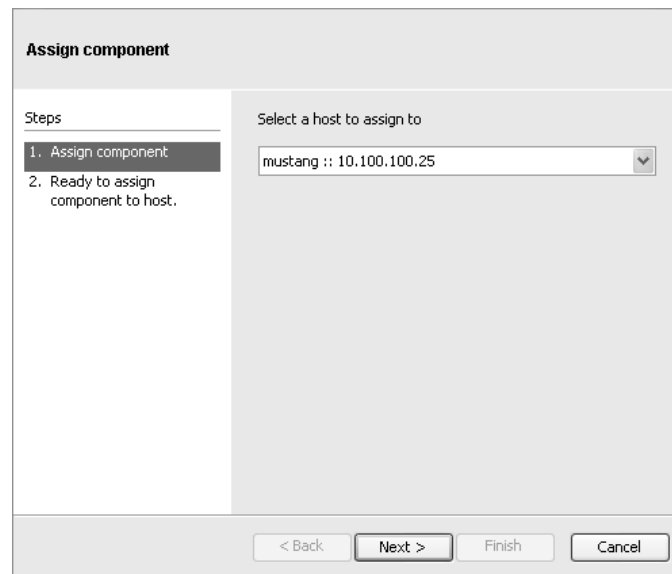 Assign component
Steps
1. Assign component
2. Ready to assign
component to host.
Select a host to assign to
mustang :: 10.100.100.25
< Back
Next >
Finish
Cancel